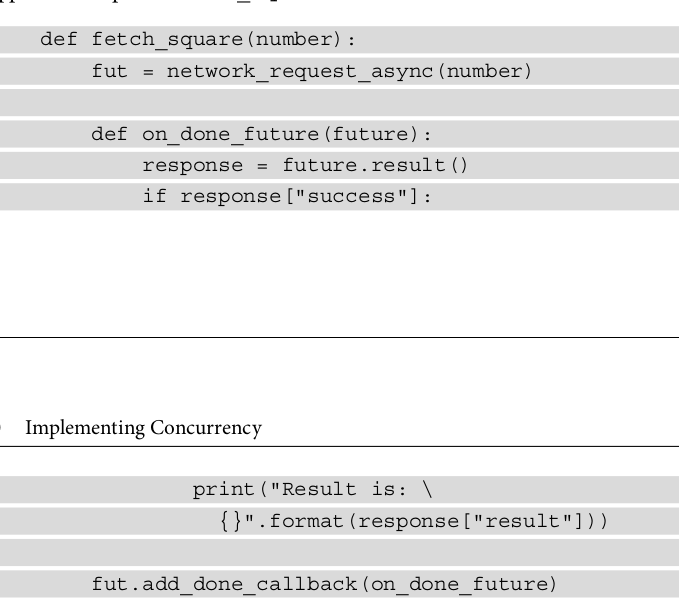 def fetch_square(number):
    fut = network_request_async(number)

    def on_done_future(future):
        response = future.result()
        if response["success"]:
Implementing Concurrency
            print("Result is: \
              {}".format(response["result"]))

    fut.add_done_callback(on_done_future)